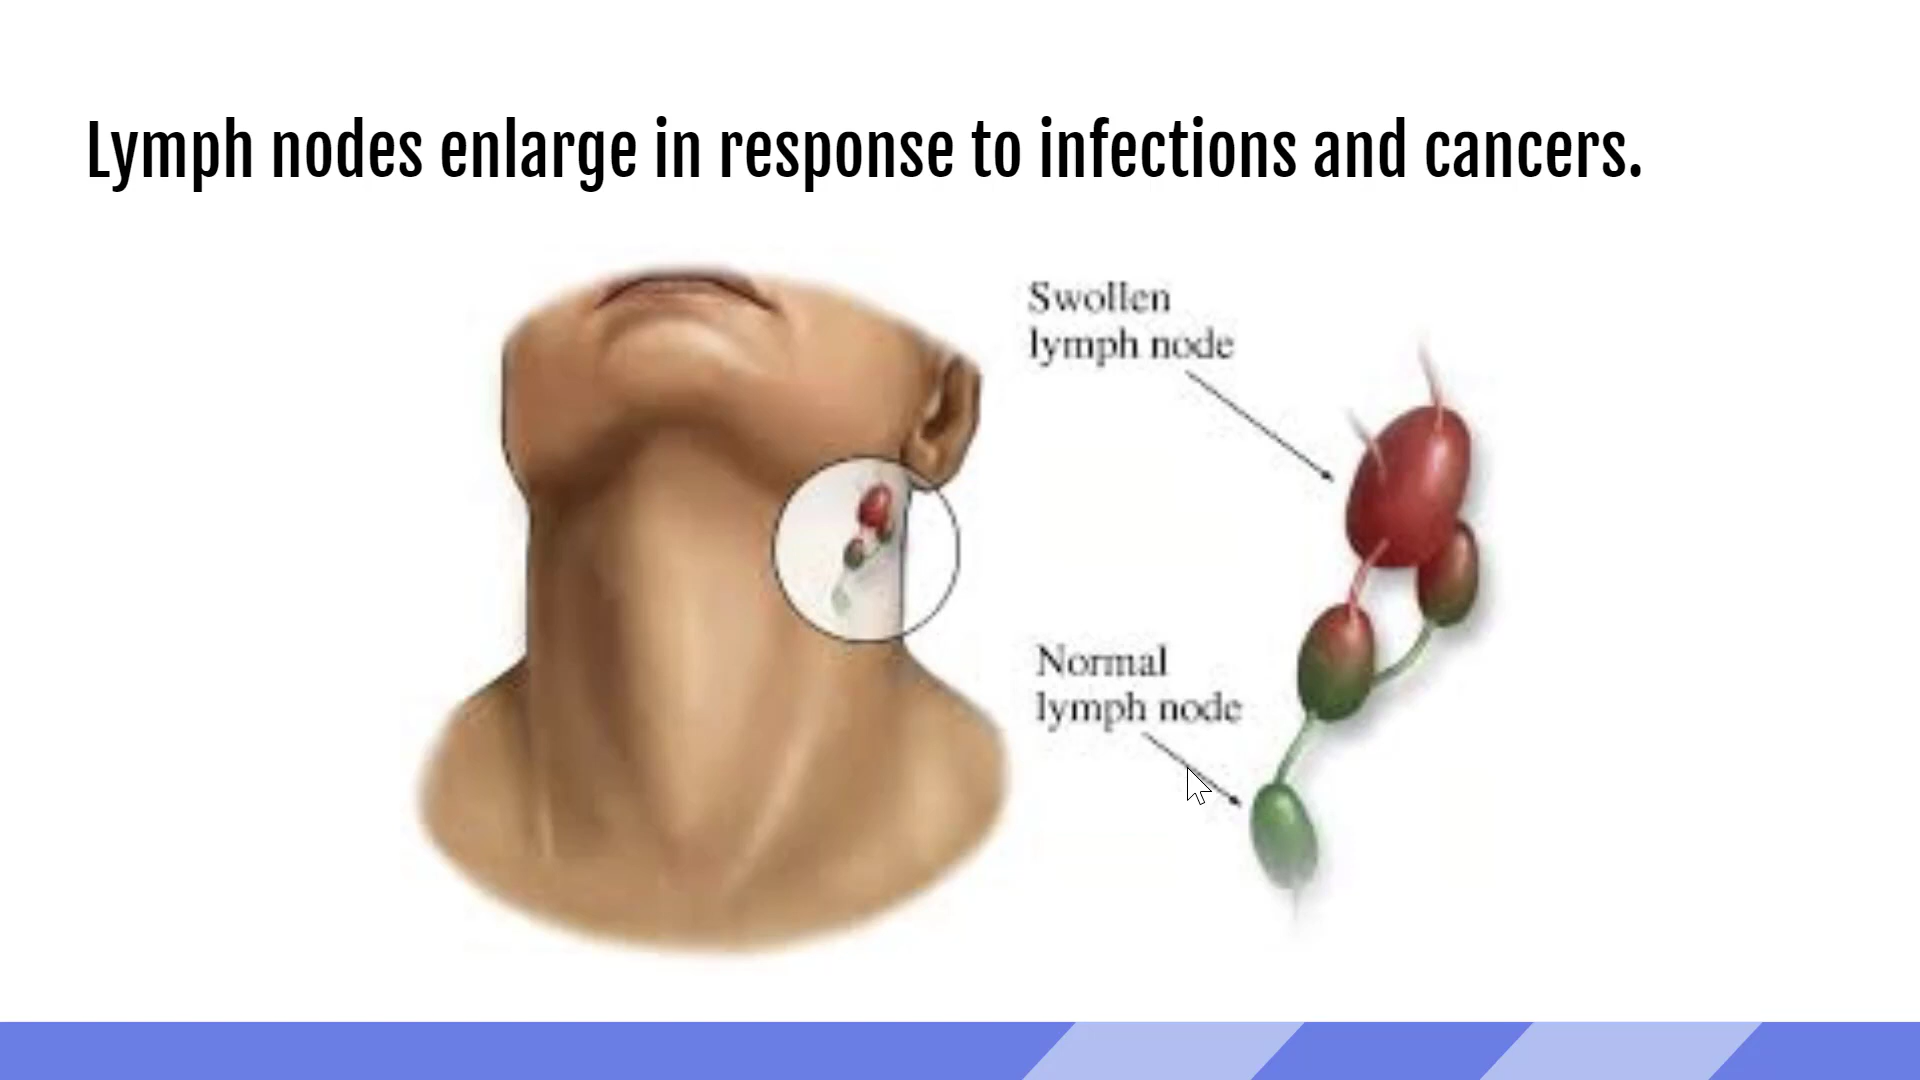 Lymph nodes enlarge in response to infections and cancers.
Swollen
lymph node
Normal
lymph node